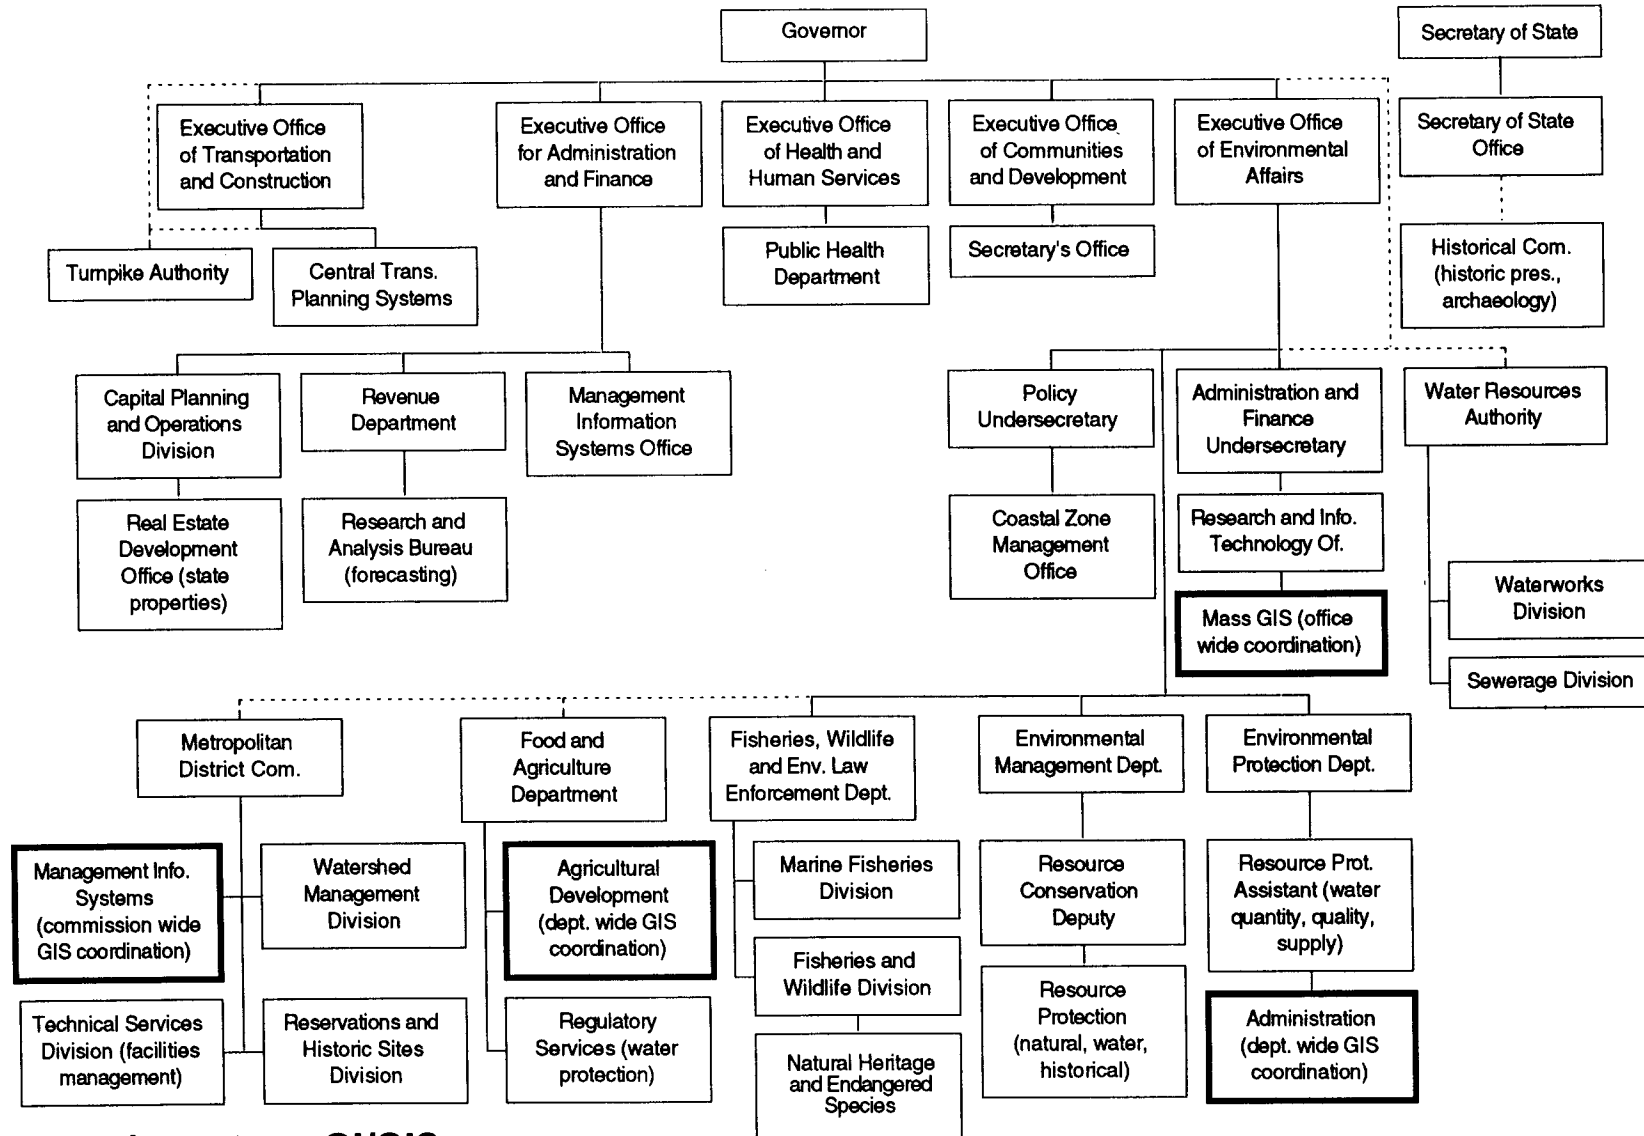 Governor
Secretary of State
Executive Office
of Transportation
and Construction
Executive Office
for Administration
and Finance
Executive Office
of Health and
Human Services
Executive Office
of Communities
and Development
Executive Office
of Environmental
Affairs
Secretary of State
Office
Turnpike Authority
Central Trans.
Planning Systems
Public Health
Department
Secretary's Office
Historical Com.
(historic pres.,
archaeology)
Capital Planning
and Operations
Division
Revenue
Department
Management
Information
Systems Office
Policy
Undersecretary
Administration and
Finance
Undersecretary
Water Resources
Authority
Real Estate
Development
Office (state
properties)
Research and
Analysis Bureau
(forecasting)
Coastal Zone
Management
Office
Research and Info.
Technology Of.
Mass GIS (office
wide coordination)
Waterworks
Division
Sewerage Division
Metropolitan
District Com.
Food and
Agriculture
Department
Fisheries, Wildlife
and Env. Law
Enforcement Dept.
Environmental
Management Dept.
Environmental
Protection Dept.
Management Info.
Systems
(commission wide
GIS coordination)
Watershed
Management
Division
Agricultural
Development
(dept. wide GIS
coordination)
Marine Fisheries
Division
Resource
Conservation
Deputy
Resource Prot.
Assistant (water
quantity, quality,
supply)
Fisheries and
Wildlife Division
Technical Services
Division (facilities
management)
Reservations and
Historic Sites
Division
Regulatory
Services (water
protection)
Natural Heritage
and Endangered
Species
Resource
Protection
(natural, water,
historical)
Administration
(dept. wide GIS
coordination)